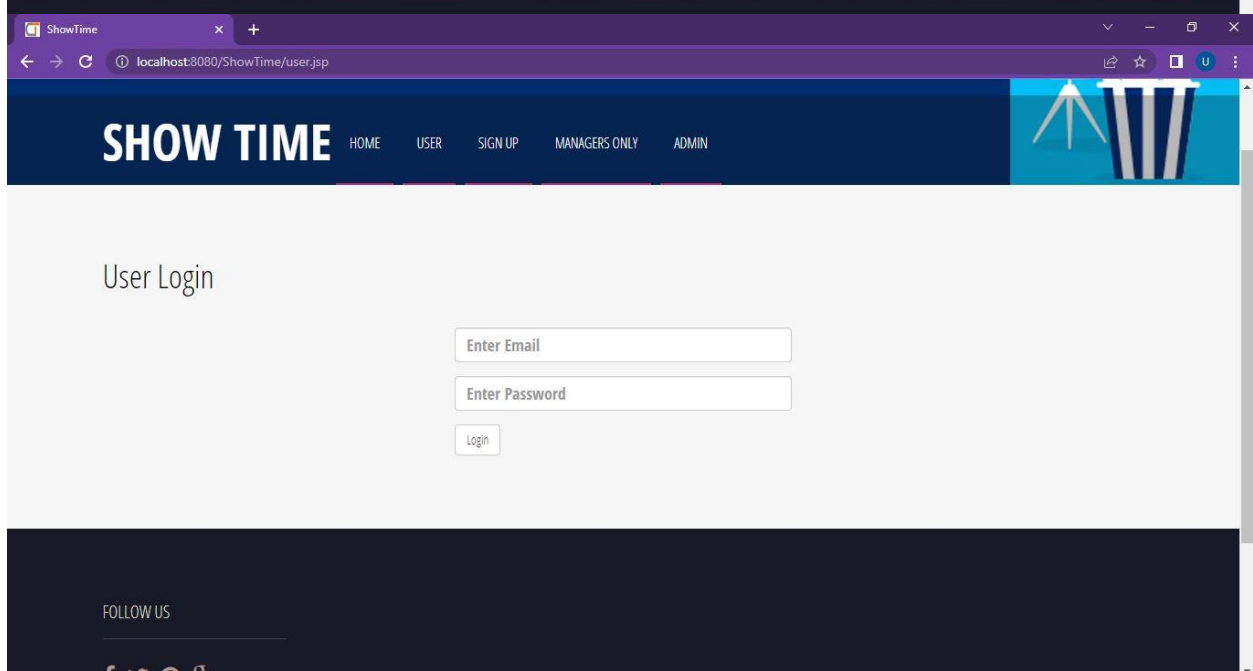 ShowTime
localhost:8080/ShowTime/user.jsp
U
SHOW TIME HOME USER SIGN UP MANAGERS ONLY ADMIN
User Login
Enter Email
Enter Password
Login
FOLLOW US